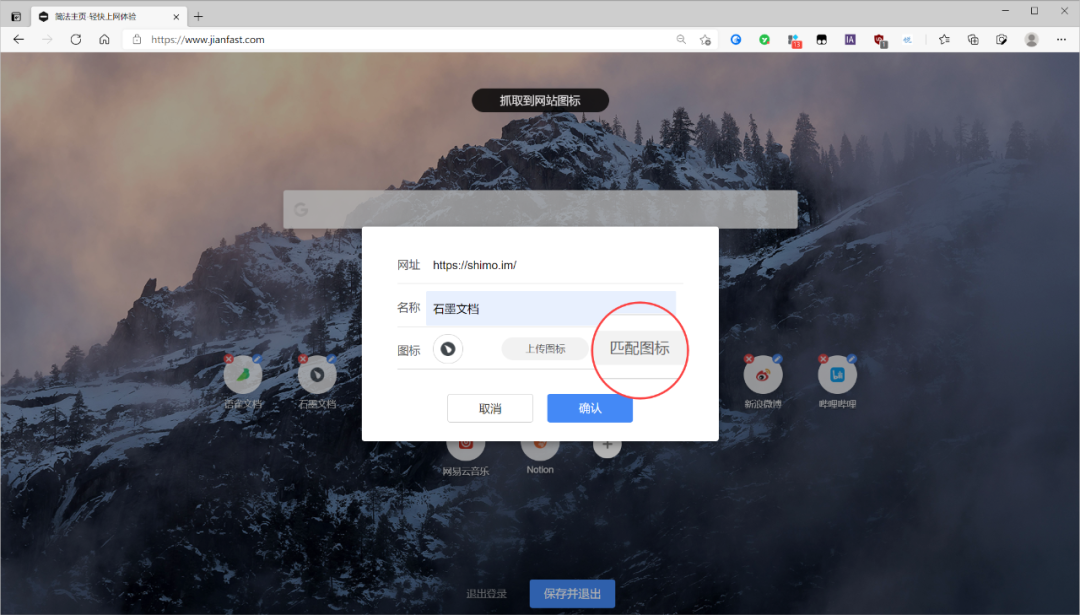 简法主页·轻快上网体验
https://www.jianfast.com
13
IA
1
抓取到网站图标
G
网址 https://shimo.im/
名称 石墨文档
图标 上传图标 匹配图标
取消 确认
语雀文档 石墨文档 新浪微博 哔哩哔哩
网易云音乐 Notion
退出登录 保存并退出